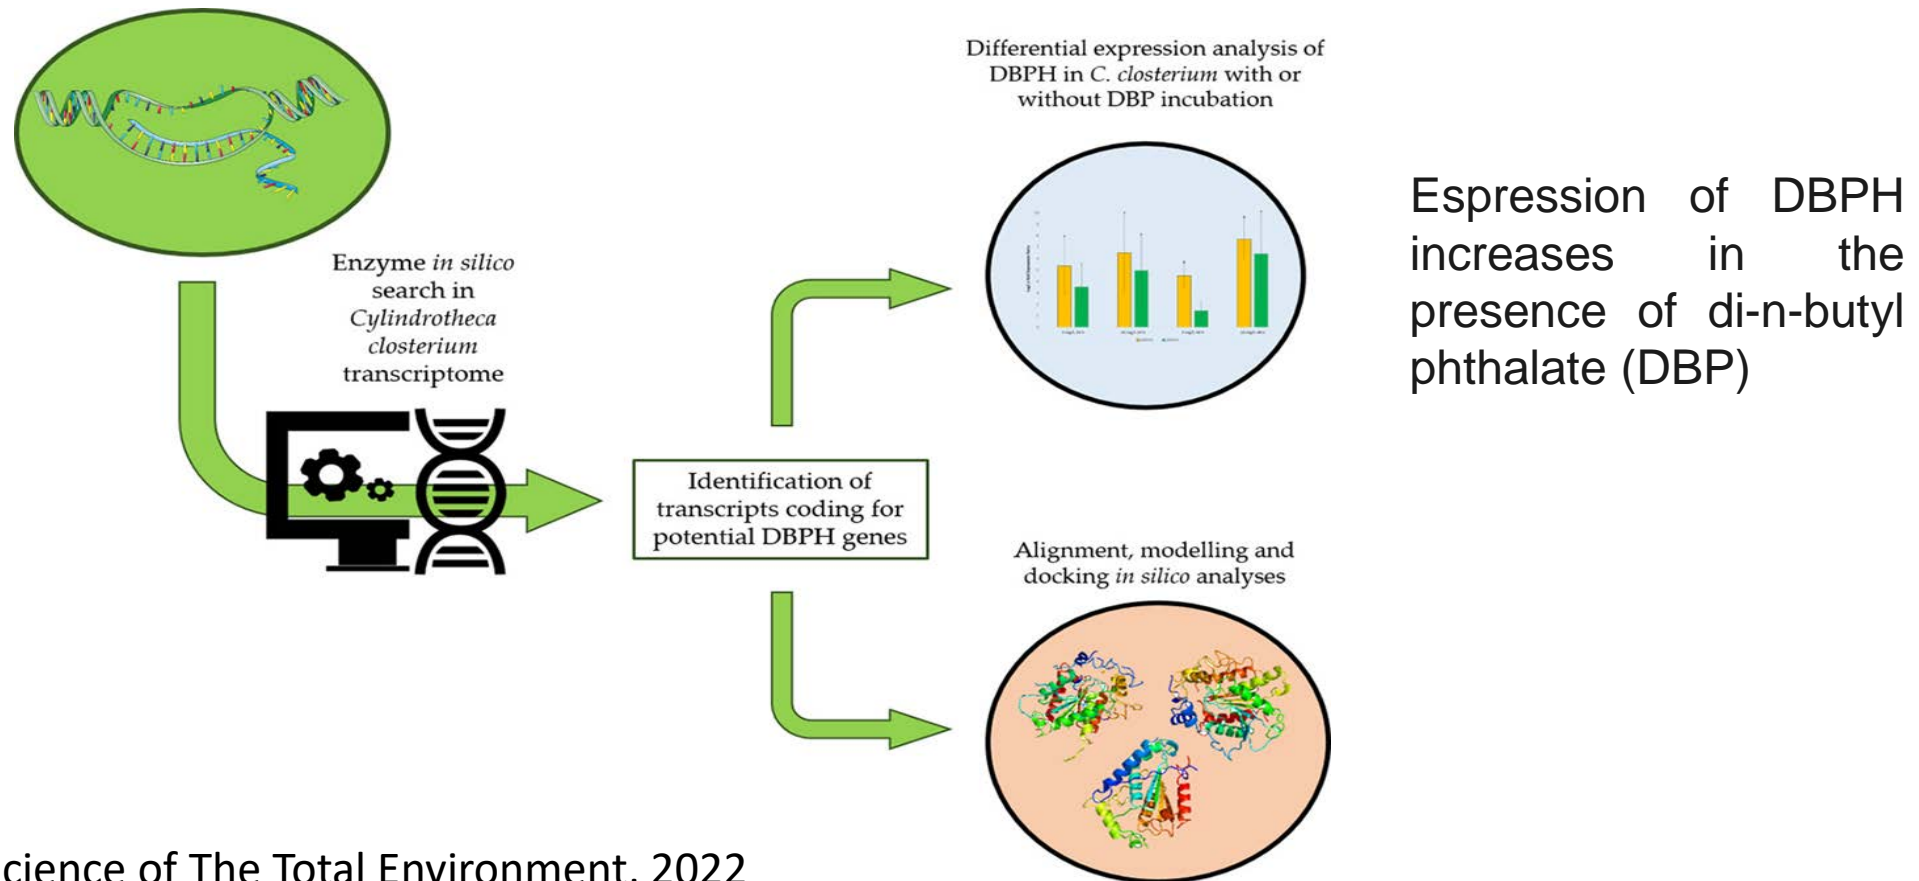 Differential expression analysis of
DBPH in C. closterium with or
without DBP incubation
Espression of DBPH
increases in the
presence of di-n-butyl
phthalate (DBP)
Enzyme in silico
search in
Cylindrotheca
closterium
transcriptome
Identification of
transcripts coding for
potential DBPH genes
Alignment, modelling and
docking in silico analyses
cience of The Total Environment, 2022